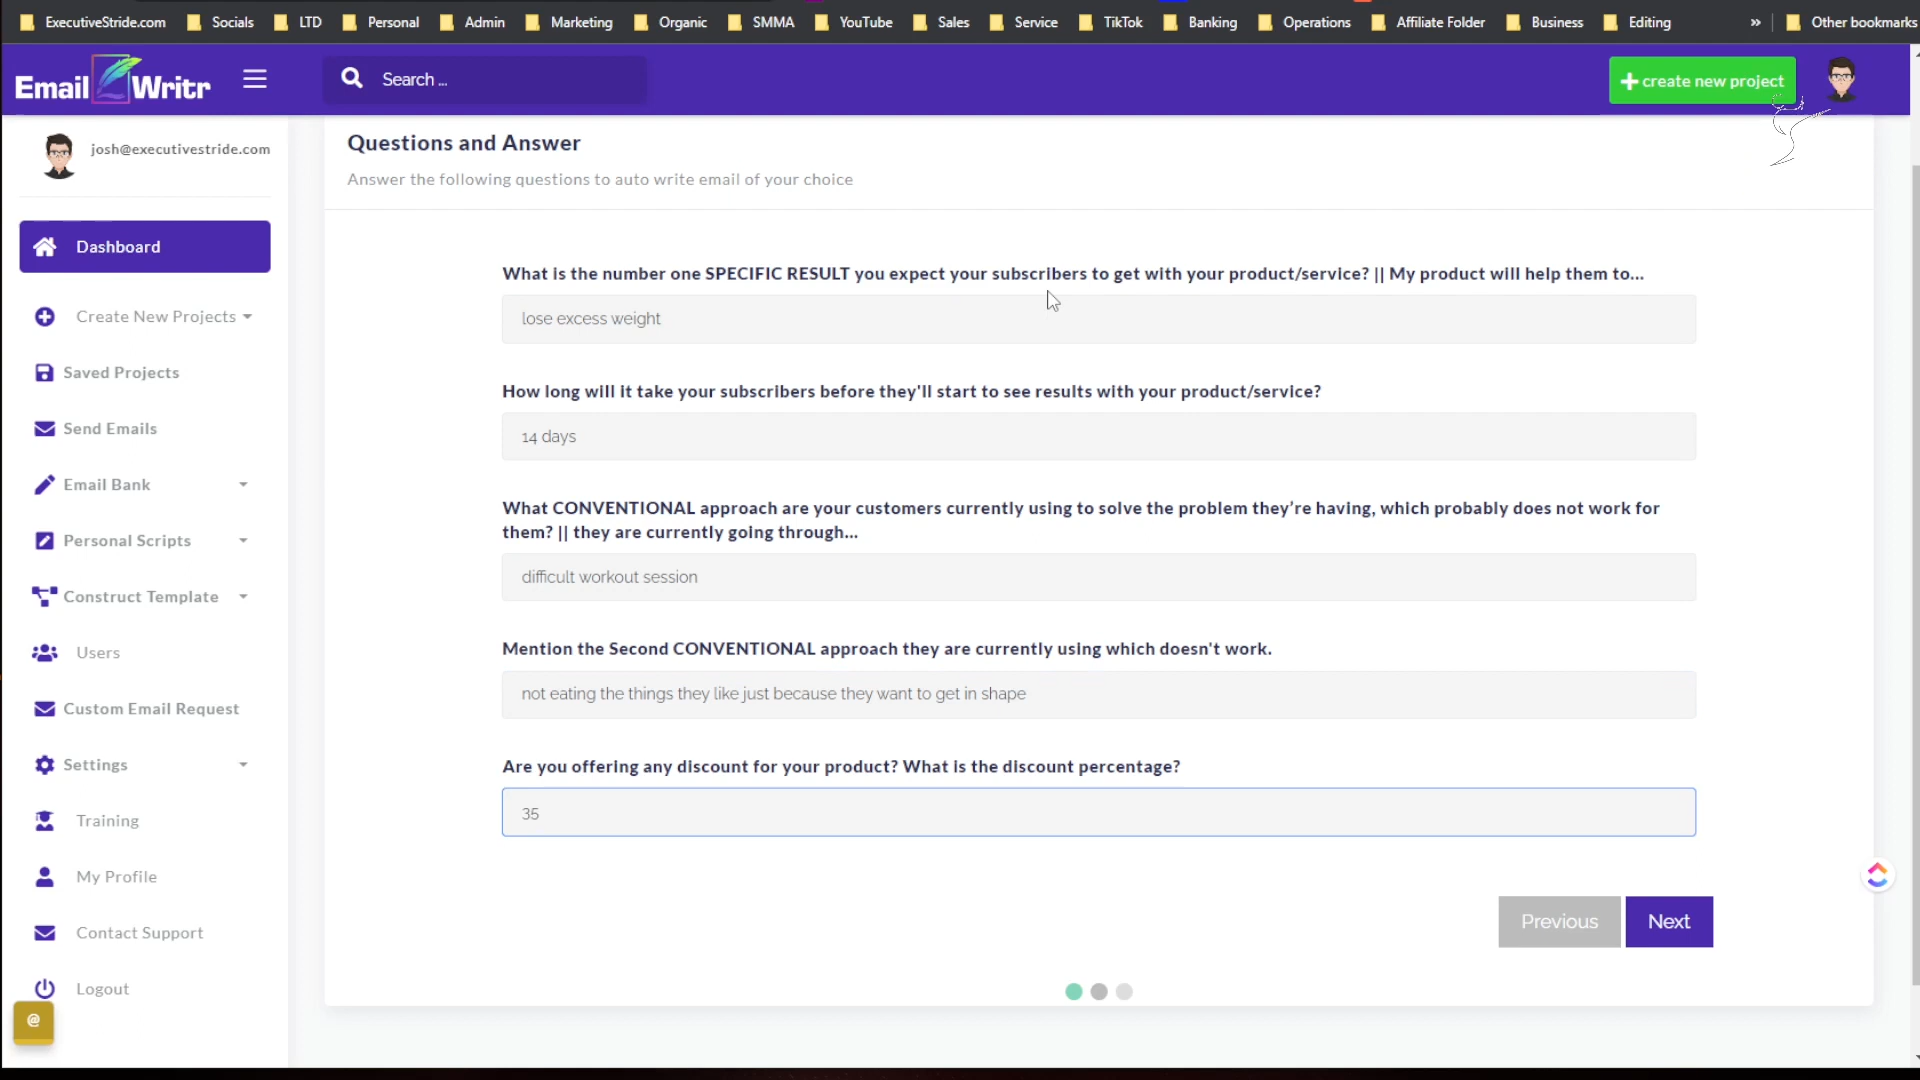 ExecutiveStride.com Socials LTD Personal Admin Marketing Organic SMMA YouTube Sales Service TikTok Banking Operations Affiliate Folder Business Editing » Other bookmarks
Email Writr
Search ...
+ create new project
josh@executivestride.com
Dashboard
Create New Projects
Saved Projects
Send Emails
Email Bank
Personal Scripts
Construct Template
Users
Custom Email Request
Settings
Training
My Profile
Contact Support
Logout
@
Questions and Answer
Answer the following questions to auto write email of your choice
What is the number one SPECIFIC RESULT you expect your subscribers to get with your product/service? || My product will help them to...
lose excess weight
How long will it take your subscribers before they'll start to see results with your product/service?
14 days
What CONVENTIONAL approach are your customers currently using to solve the problem they’re having, which probably does not work for
them? || they are currently going through...
difficult workout session
Mention the Second CONVENTIONAL approach they are currently using which doesn't work.
not eating the things they like just because they want to get in shape
Are you offering any discount for your product? What is the discount percentage?
35
Previous
Next